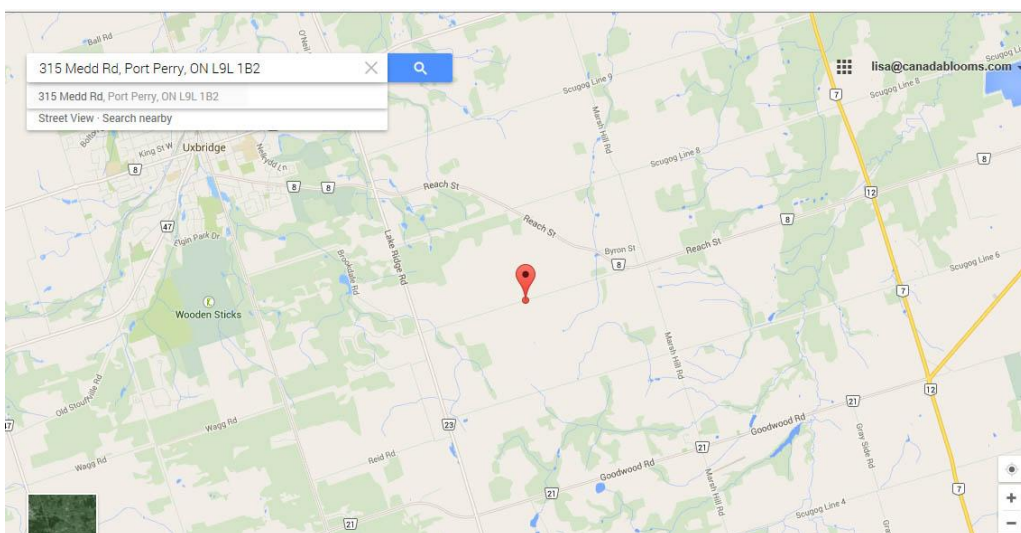 Ball Rd
O'Neil
315 Medd Rd, Port Perry, ON L9L 1B2
lisa@canadablooms.com
315 Medd Rd, Port Perry, ON L9L 1B2
Street View · Search nearby
Scugog Line 9
7
Scugog Line 8
Marsh Hill Rd
King St W
Uxbridge
8
8
8
Reach St
Scugog Line 8
8
12
47
Elgin Park Dr
Lake Ridge Rd
Brookdale Rd
Reach St
Byron St
8
Reach St
8
Scugog Line 6
7
Wooden Sticks
Marsh Hill Rd
Old Stouffville Rd
47
Wagg Rd
23
12
21
Goodwood Rd
21
21
Gray Side Rd
Wagg Rd
Reid Rd
Goodwood Rd
21
Marsh Hill Rd
7
21
Scugog Line 4
+
−